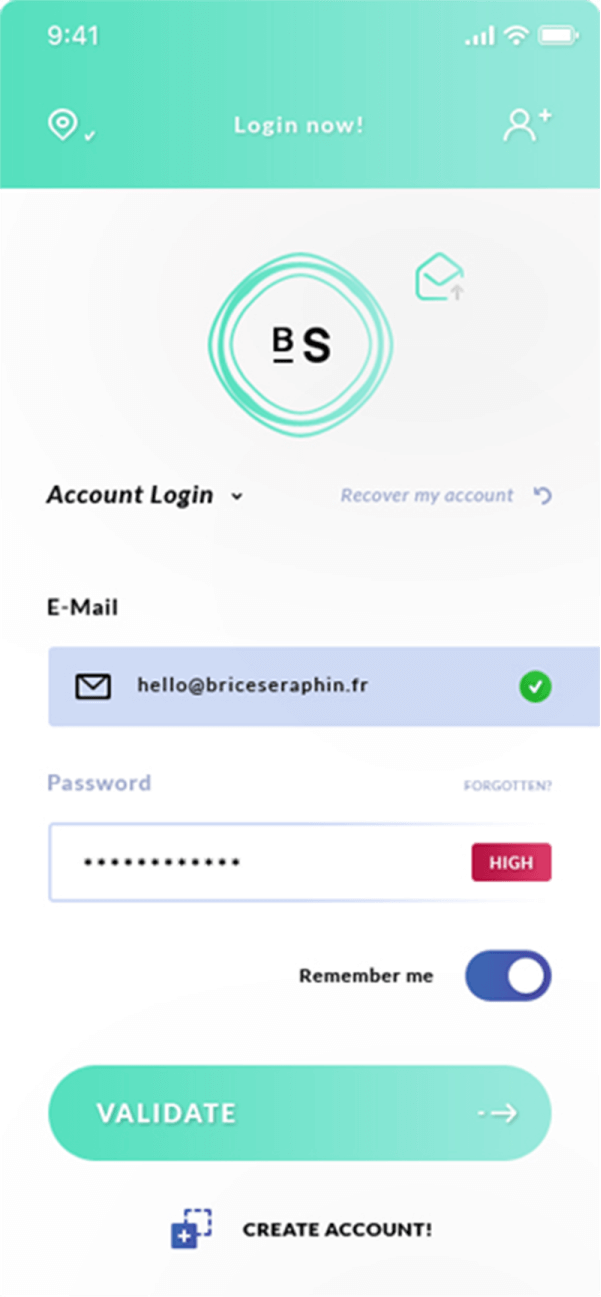 9:41
Login now!
B S
Account Login
Recover my account
E-Mail
hello@briceseraphin.fr
Password
FORGOTTEN?
••••••••••••
HIGH
Remember me
VALIDATE
CREATE ACCOUNT!